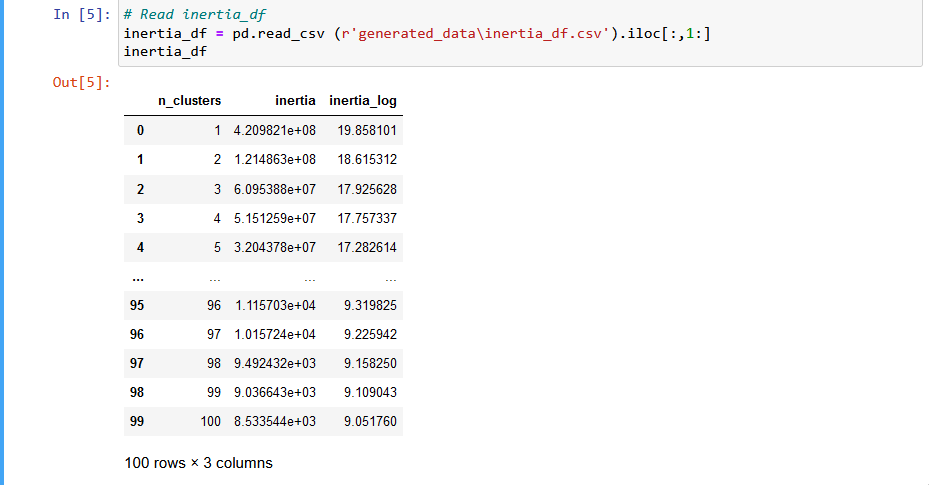 In [5]: # Read inertia_df
inertia_df = pd.read_csv (r'generated_data\inertia_df.csv').iloc[:,1:]
inertia_df
Out[5]:
n_clusters inertia inertia_log
0 1 4.209821e+08 19.858101
1 2 1.214863e+08 18.615312
2 3 6.095388e+07 17.925628
3 4 5.151259e+07 17.757337
4 5 3.204378e+07 17.282614
... ... ... ...
95 96 1.115703e+04 9.319825
96 97 1.015724e+04 9.225942
97 98 9.492432e+03 9.158250
98 99 9.036643e+03 9.109043
99 100 8.533544e+03 9.051760
100 rows × 3 columns